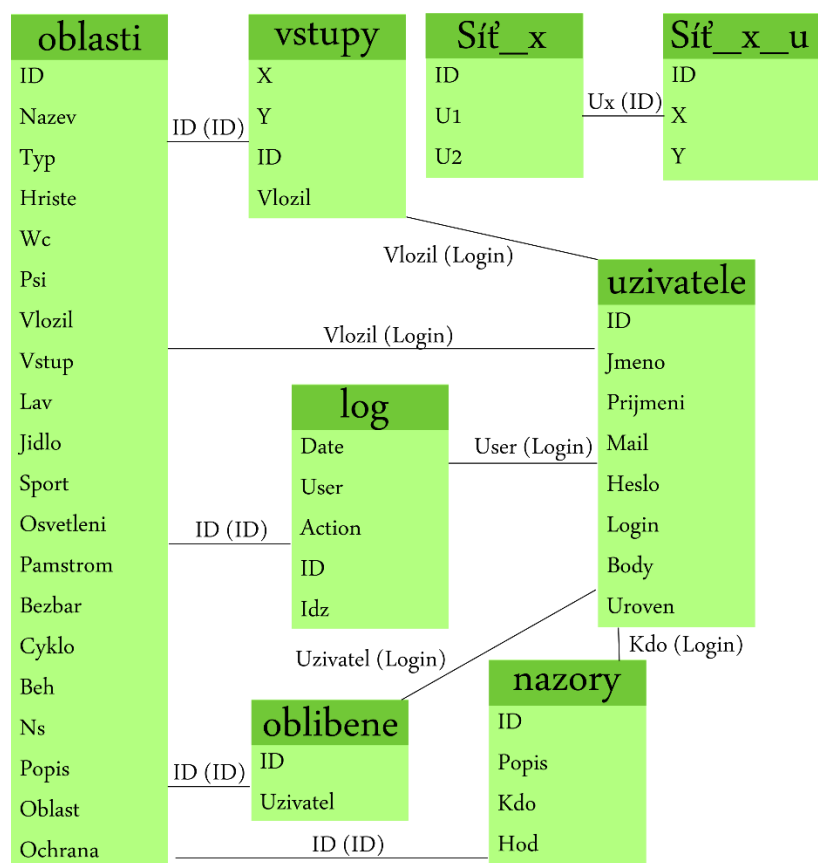 oblasti
ID
Nazev
Typ
Hriste
Wc
Psi
Vlozil
Vstup
Lav
Jidlo
Sport
Osvetleni
Pamstrom
Bezbar
Cyklo
Beh
Ns
Popis
Oblast
Ochrana
ID (ID)
vstupy
X
Y
ID
Vlozil
Síť_x
ID
U1
U2
Ux (ID)
Síť_x_u
ID
X
Y
Vlozil (Login)
Vlozil (Login)
uzivatele
ID
Jmeno
Prijmeni
Mail
Heslo
Login
Body
Uroven
log
Date
User
Action
ID
Idz
User (Login)
ID (ID)
Uzivatel (Login)
Kdo (Login)
oblibene
ID
Uzivatel
ID (ID)
nazory
ID
Popis
Kdo
Hod
ID (ID)